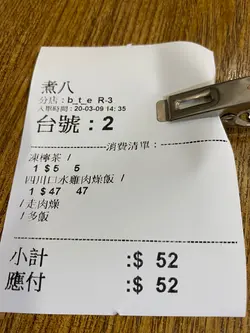 煮八
分店：b_t_e R-3
入單時間：20-03-09 14:35
台號：2
消費清單：
凍檸茶 /
1 $ 5 5
四川口水雞肉燥飯 /
1 $ 47 47
/走肉燥
/多飯
小計 :$ 52
應付 :$ 52